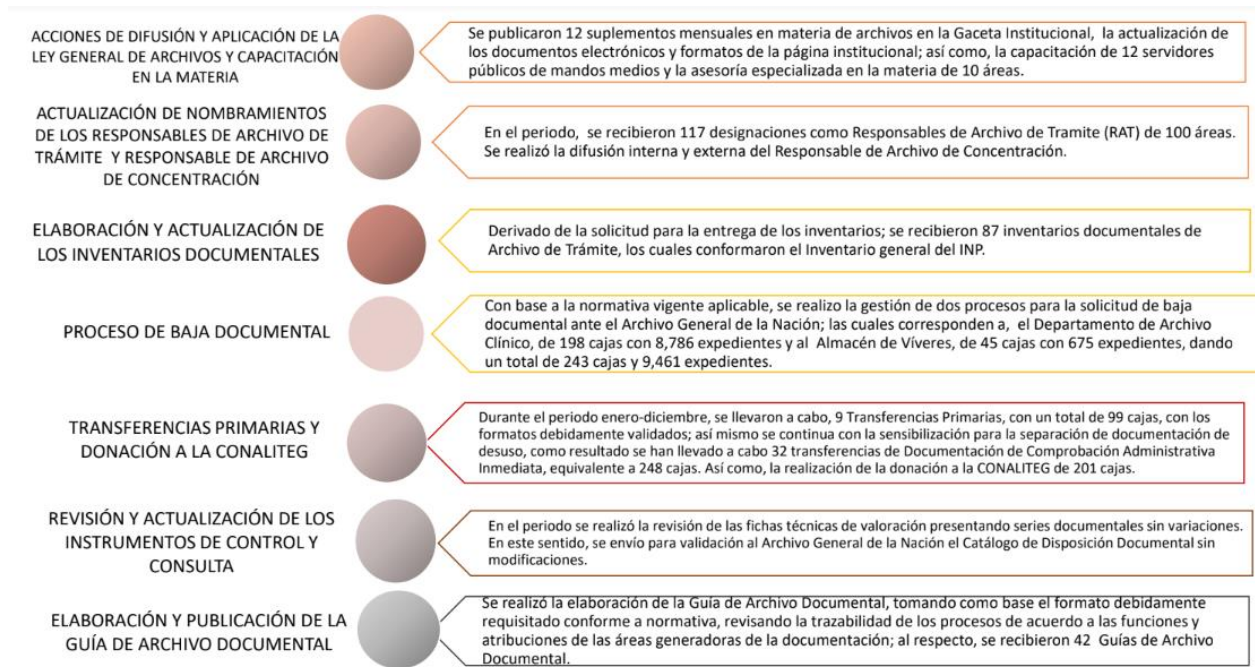 ACCIONES DE DIFUSIÓN Y APLICACIÓN DE LA
LEY GENERAL DE ARCHIVOS Y CAPACITACIÓN
EN LA MATERIA
Se publicaron 12 suplementos mensuales en materia de archivos en la Gaceta Institucional, la actualización de
los documentos electrónicos y formatos de la página institucional; así como, la capacitación de 12 servidores
públicos de mandos medios y la asesoría especializada en la materia de 10 áreas.
ACTUALIZACIÓN DE NOMBRAMIENTOS
DE LOS RESPONSABLES DE ARCHIVO DE
TRÁMITE Y RESPONSABLE DE ARCHIVO
DE CONCENTRACIÓN
En el periodo, se recibieron 117 designaciones como Responsables de Archivo de Tramite (RAT) de 100 áreas.
Se realizó la difusión interna y externa del Responsable de Archivo de Concentración.
ELABORACIÓN Y ACTUALIZACIÓN DE
LOS INVENTARIOS DOCUMENTALES
Derivado de la solicitud para la entrega de los inventarios; se recibieron 87 inventarios documentales de
Archivo de Trámite, los cuales conformaron el Inventario general del INP.
PROCESO DE BAJA DOCUMENTAL
Con base a la normativa vigente aplicable, se realizo la gestión de dos procesos para la solicitud de baja
documental ante el Archivo General de la Nación; las cuales corresponden a, el Departamento de Archivo
Clínico, de 198 cajas con 8,786 expedientes y al Almacén de Víveres, de 45 cajas con 675 expedientes, dando
un total de 243 cajas y 9,461 expedientes.
TRANSFERENCIAS PRIMARIAS Y
DONACIÓN A LA CONALITEG
Durante el periodo enero-diciembre, se llevaron a cabo, 9 Transferencias Primarias, con un total de 99 cajas, con los
formatos debidamente validados; así mismo se continua con la sensibilización para la separación de documentación de
desuso, como resultado se han llevado a cabo 32 transferencias de Documentación de Comprobación Administrativa
Inmediata, equivalente a 248 cajas. Así como, la realización de la donación a la CONALITEG de 201 cajas.
REVISIÓN Y ACTUALIZACIÓN DE LOS
INSTRUMENTOS DE CONTROL Y
CONSULTA
En el periodo se realizó la revisión de las fichas técnicas de valoración presentando series documentales sin variaciones.
En este sentido, se envío para validación al Archivo General de la Nación el Catálogo de Disposición Documental sin
modificaciones.
ELABORACIÓN Y PUBLICACIÓN DE LA
GUÍA DE ARCHIVO DOCUMENTAL
Se realizó la elaboración de la Guía de Archivo Documental, tomando como base el formato debidamente
requisitado conforme a normativa, revisando la trazabilidad de los procesos de acuerdo a las funciones y
atribuciones de las áreas generadoras de la documentación; al respecto, se recibieron 42 Guías de Archivo
Documental.